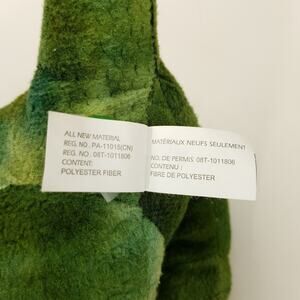 ALL NEW MATERIAL
REG. NO. PA-11015(CN)
REG. NO : 08T-1011806
CONTENT:
POLYESTER FIBER
MATÉRIAUX NEUFS SEULEMENT
NO. DE PERMIS :08T-1011806
CONTENU :
FIBRE DE POLYESTER